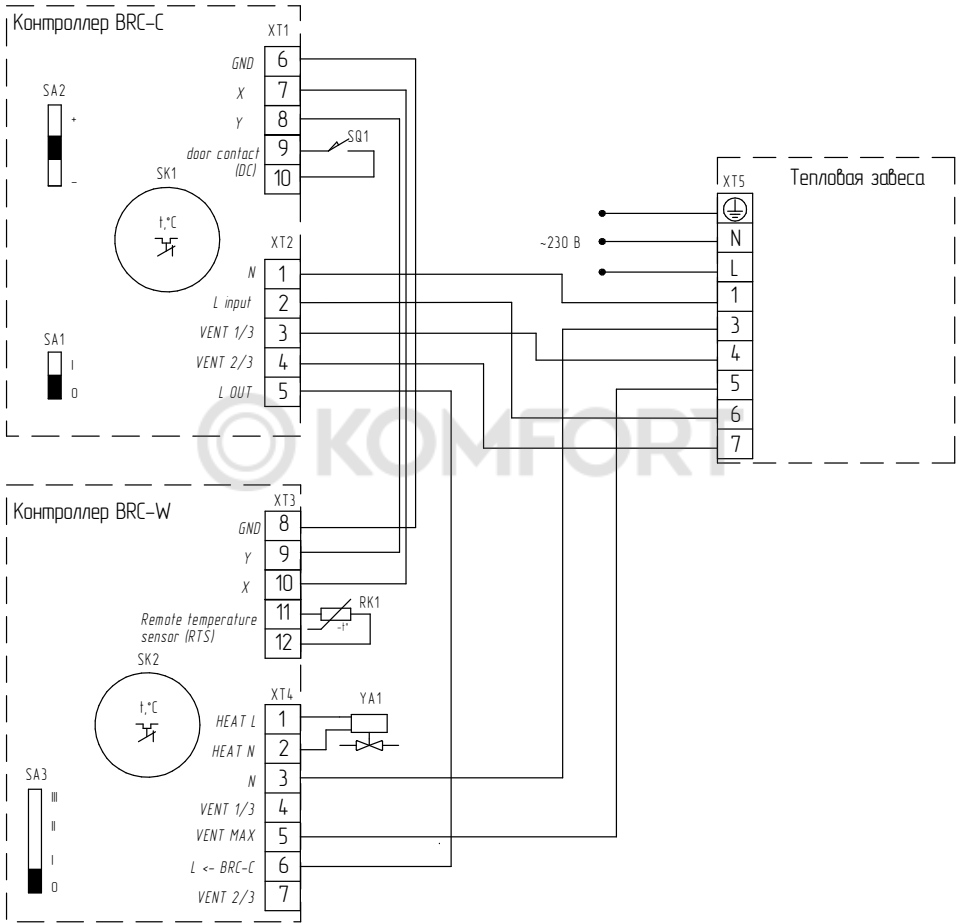 Контроллер BRC-C
XT1
GND 6
X 7
Y 8
door contact 9
(DC) 10
SQ1
SA2
+
-
SK1
t,°C
XT2
N 1
L input 2
VENT 1/3 3
VENT 2/3 4
L OUT 5
SA1
I
0
XT5
Тепловая завеса
~230 В
N
L
1
3
4
5
6
7
KOMFORT
Контроллер BRC-W
XT3
GND 8
Y 9
X 10
Remote temperature 11
sensor (RTS) 12
RK1
-t°
SK2
t,°C
XT4
HEAT L 1
HEAT N 2
N 3
VENT 1/3 4
VENT MAX 5
L <- BRC-C 6
VENT 2/3 7
YA1
SA3
III
II
I
0